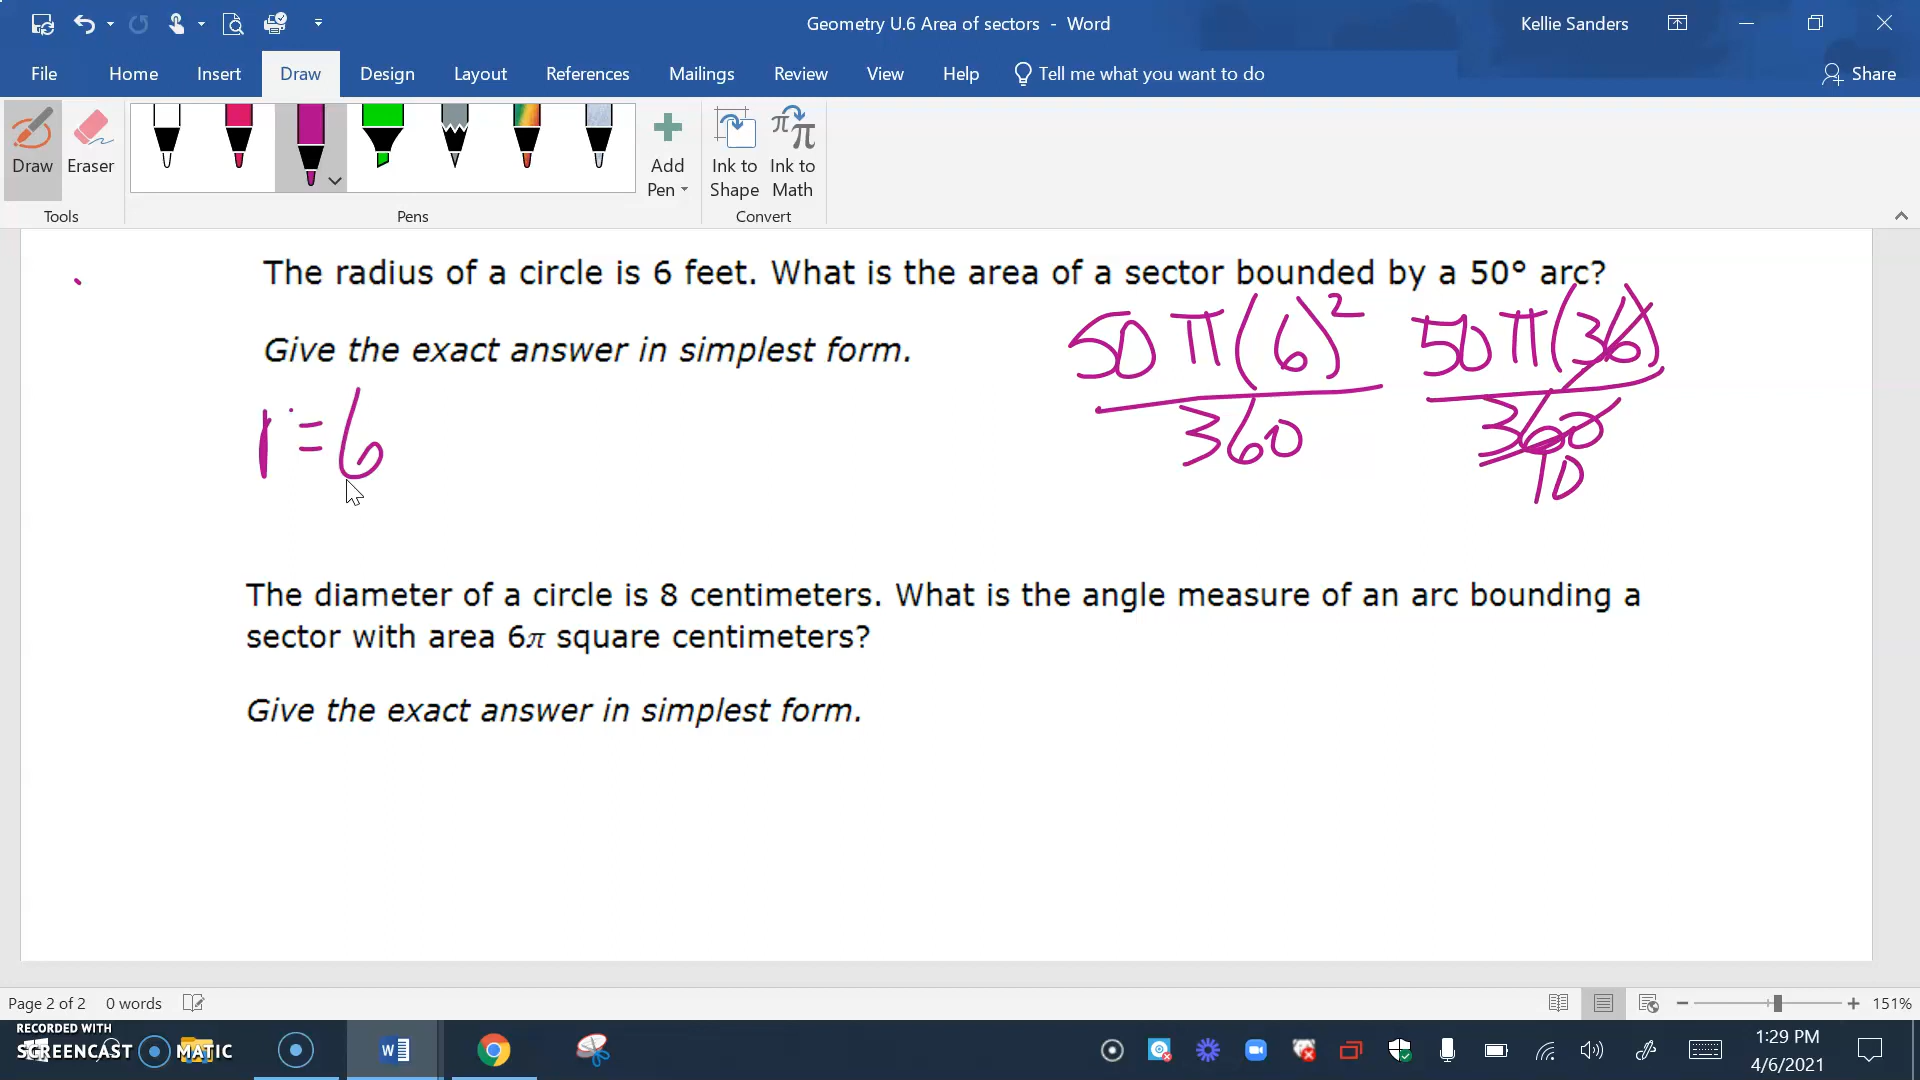 Geometry U.6 Area of sectors - Word
Kellie Sanders
File Home Insert Draw Design Layout References Mailings Review View Help Tell me what you want to do Share
Draw Eraser Add Pen Ink to Shape Ink to Math
Tools Pens Convert
The radius of a circle is 6 feet. What is the area of a sector bounded by a 50° arc?
Give the exact answer in simplest form.
50π(6)² / 360
50π(36) / 360
10
r = 6
The diameter of a circle is 8 centimeters. What is the angle measure of an arc bounding a
sector with area 6π square centimeters?
Give the exact answer in simplest form.
Page 2 of 2 0 words 151%
RECORDED WITH
SCREENCAST MATIC
1:29 PM
4/6/2021